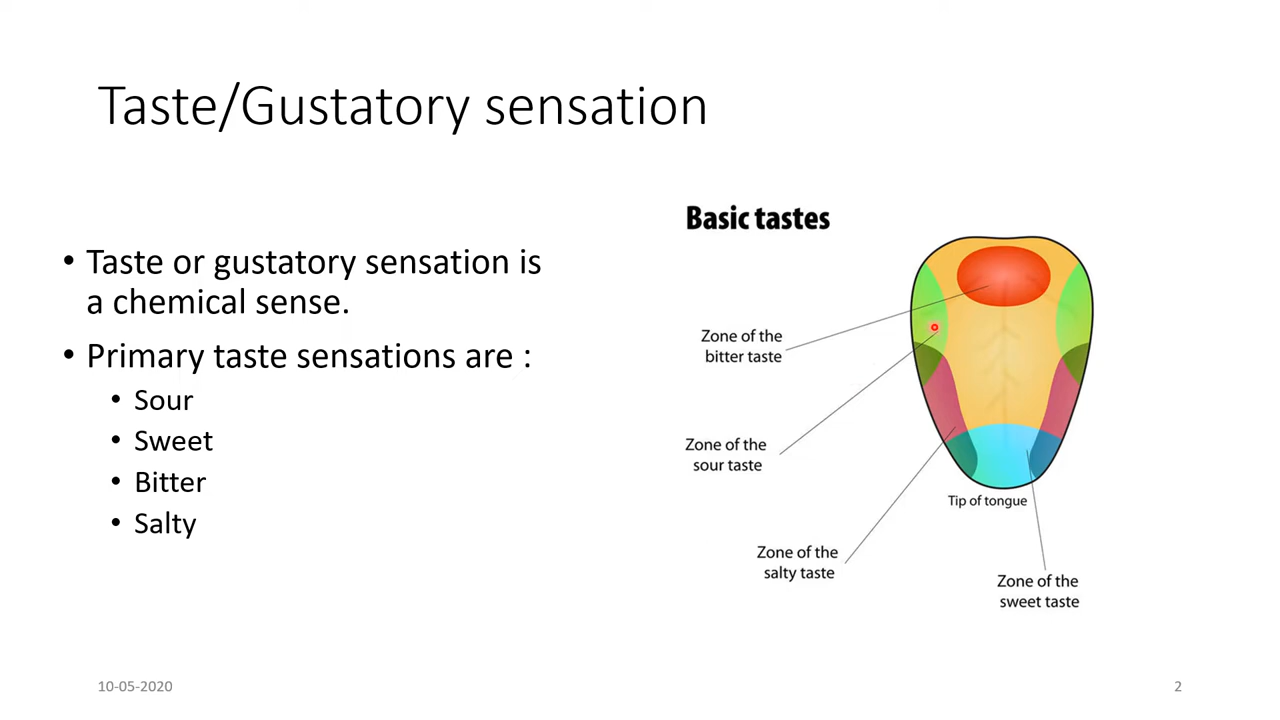 Taste/Gustatory sensation
• Taste or gustatory sensation is
a chemical sense.
• Primary taste sensations are :
• Sour
• Sweet
• Bitter
• Salty
Basic tastes
Zone of the
bitter taste
Zone of the
sour taste
Tip of tongue
Zone of the
salty taste
Zone of the
sweet taste
10-05-2020
2